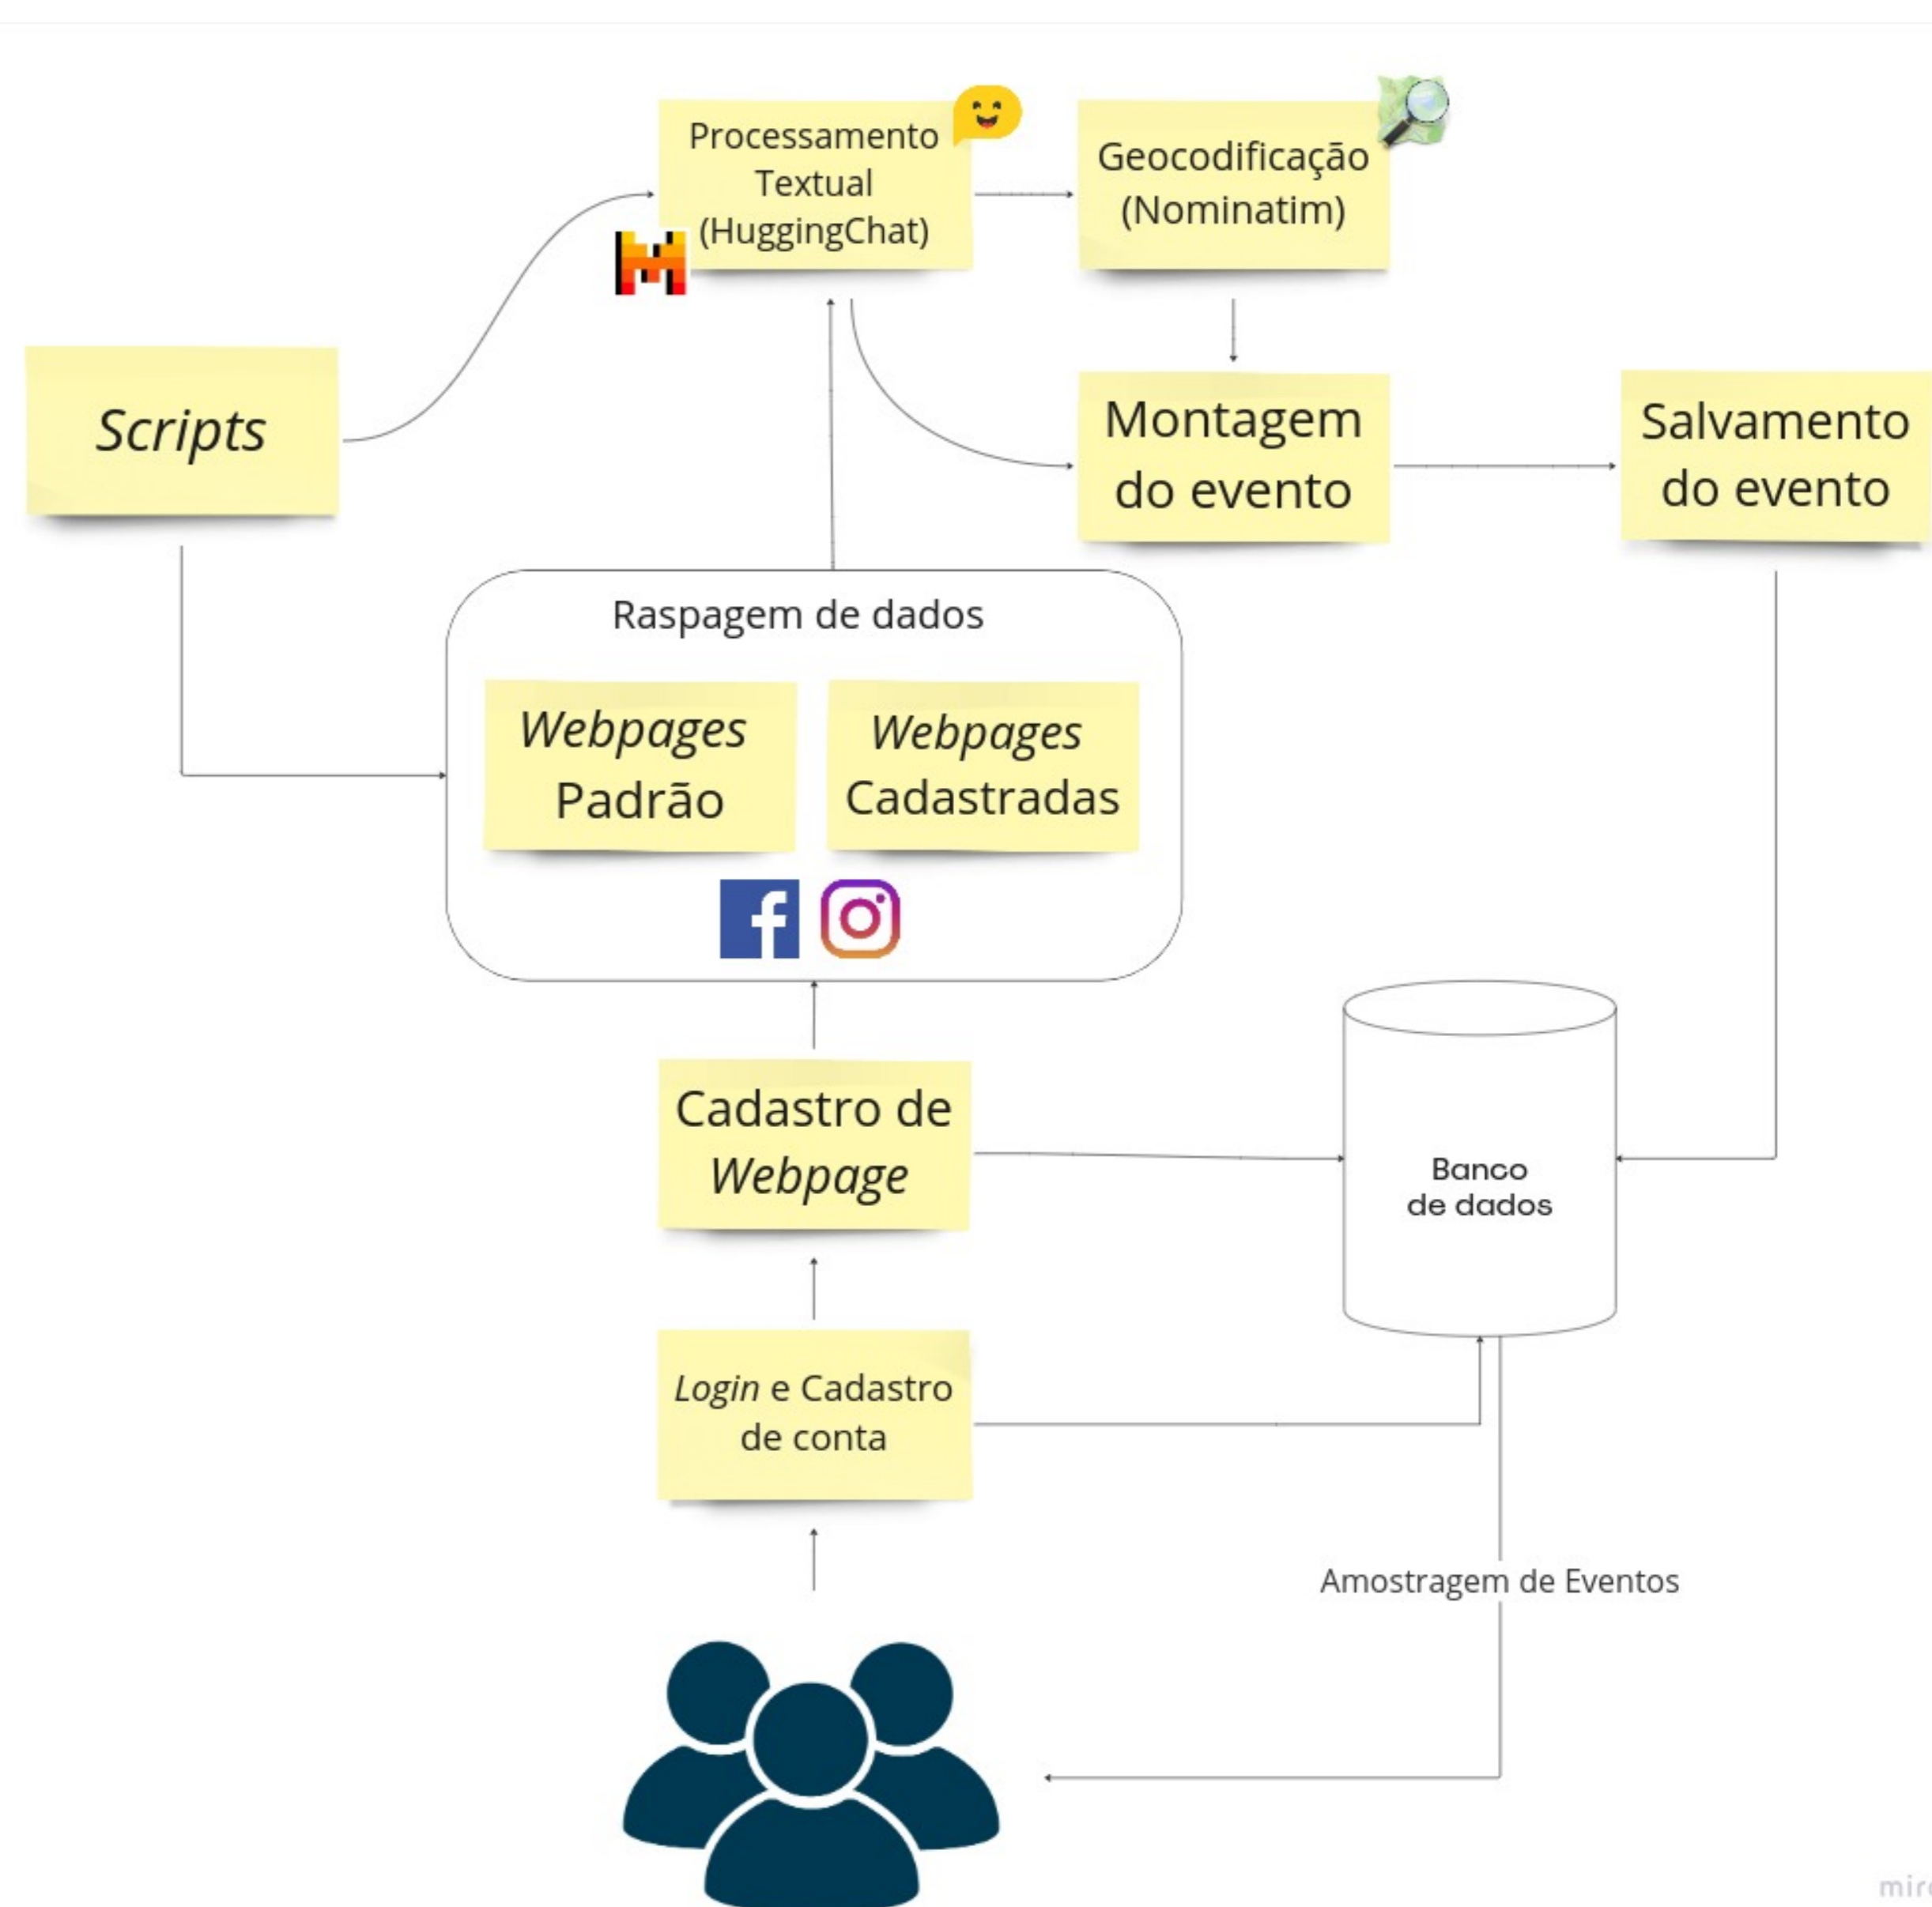 Processamento
Textual
(HuggingChat)
Geocodificação
(Nominatim)
Scripts
Montagem
do evento
Salvamento
do evento
Raspagem de dados
Webpages
Padrão
Webpages
Cadastradas
Cadastro de
Webpage
Banco
de dados
Login e Cadastro
de conta
Amostragem de Eventos